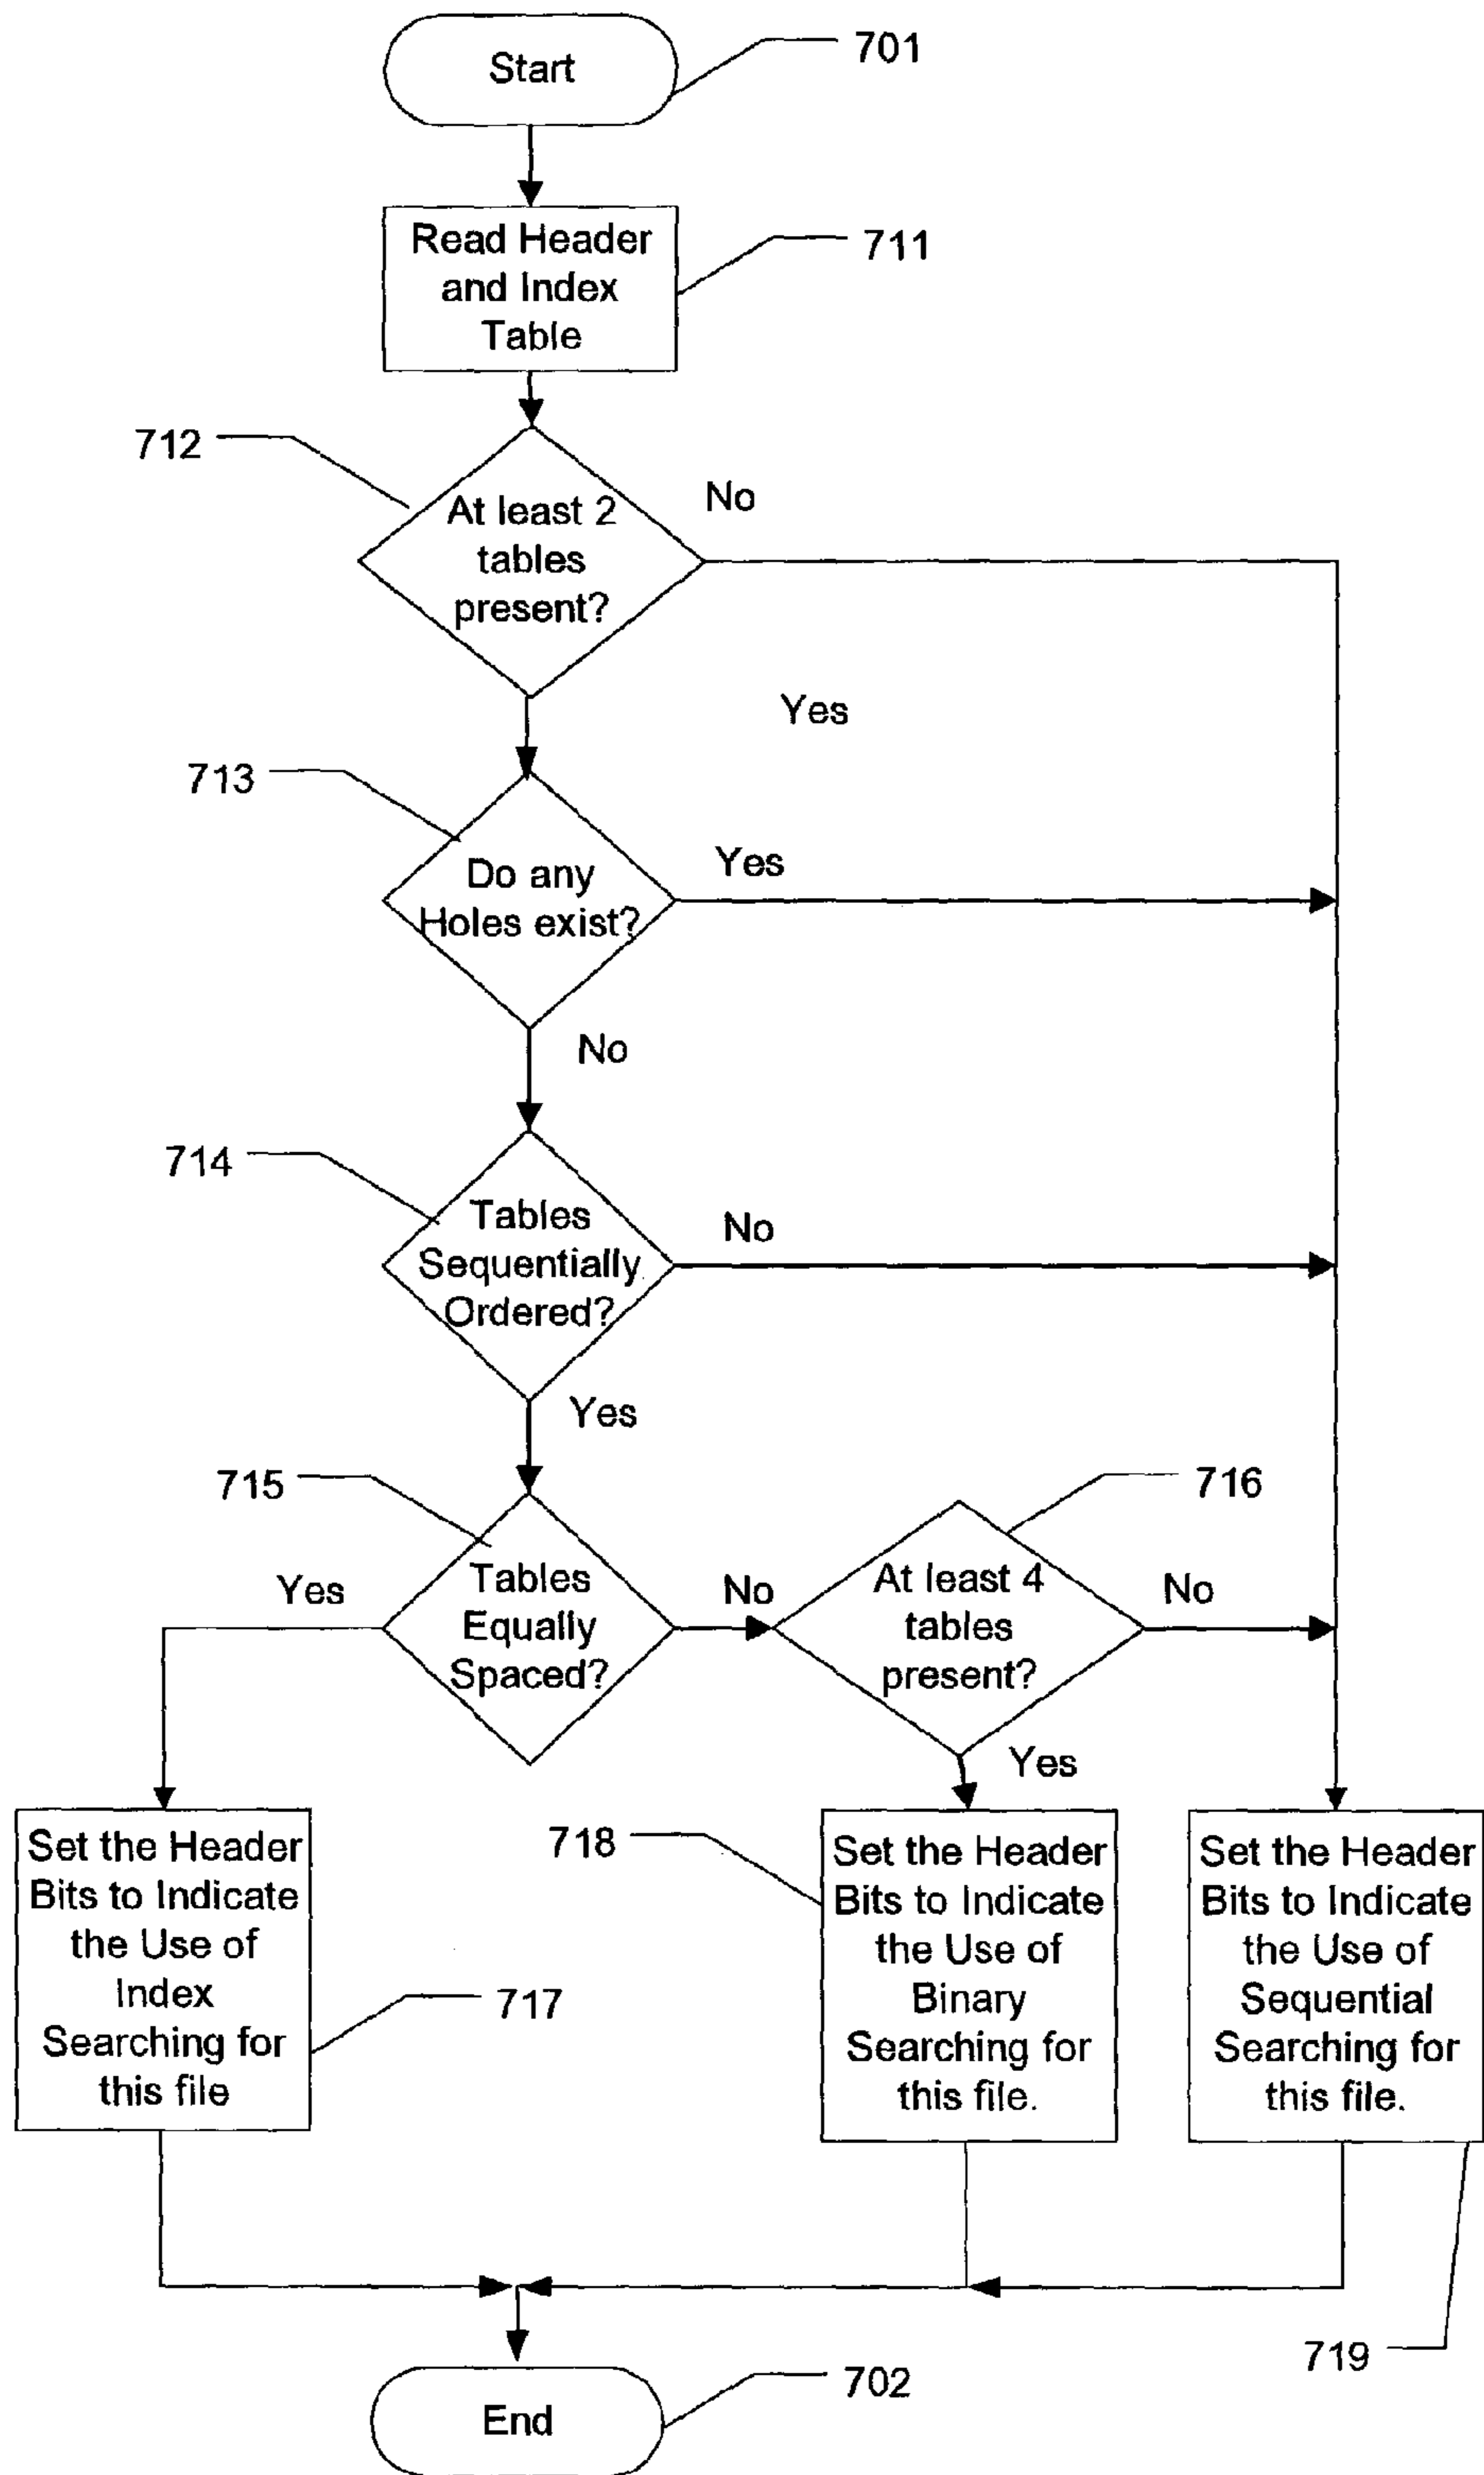 Start
701
Read Header
and Index
Table
711
712
At least 2
tables
present?
No
Yes
713
Do any
Holes exist?
Yes
No
714
Tables
Sequentially
Ordered?
No
Yes
715
Tables
Equally
Spaced?
Yes
No
716
At least 4
tables
present?
No
Yes
Set the Header
Bits to Indicate
the Use of
Index
Searching for
this file
717
718
Set the Header
Bits to Indicate
the Use of
Binary
Searching for
this file.
Set the Header
Bits to Indicate
the Use of
Sequential
Searching for
this file.
719
End
702